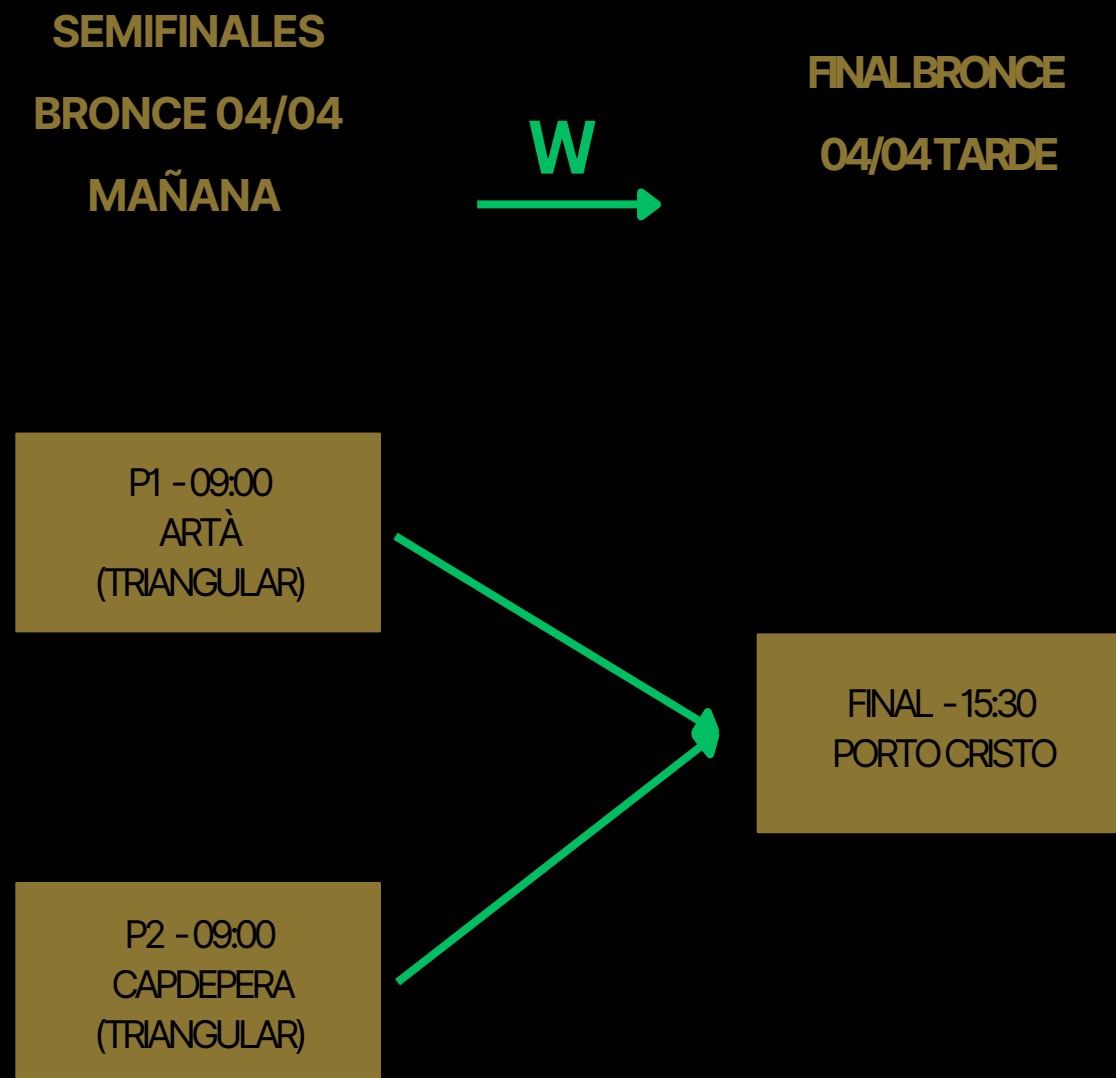 SEMIFINALES
BRONCE 04/04
MAÑANA
W
FINAL BRONCE
04/04 TARDE
P1 - 09:00
ARTÀ
(TRIANGULAR)
FINAL - 15:30
PORTO CRISTO
P2 - 09:00
CAPDEPERA
(TRIANGULAR)